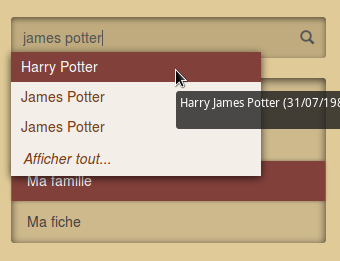 james potter
Harry Potter
James Potter
Harry James Potter (31/07/198
James Potter
Afficher tout...
Ma famille
Ma fiche